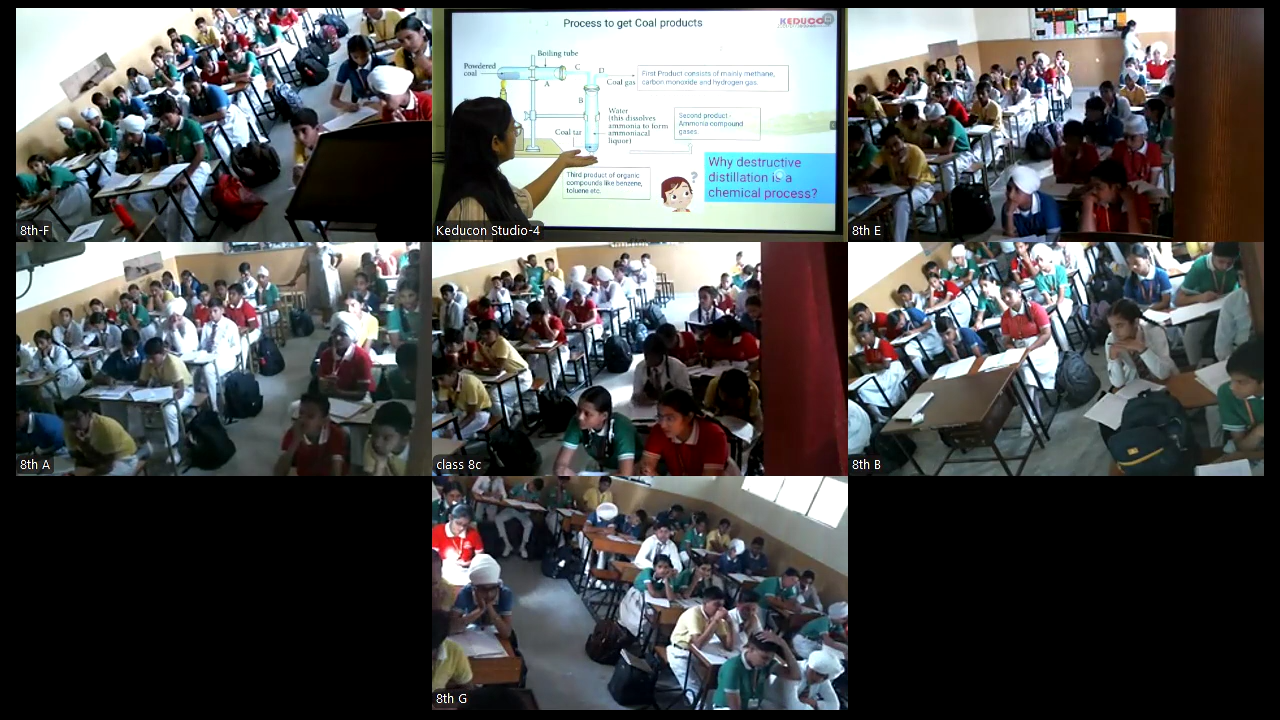 Process to get Coal products
KEDUCON
Boiling tube
Powdered
coal
C
D
A
Coal gas
First Product consists of mainly methane,
carbon monoxide and hydrogen gas.
B
Water
(this dissolves
ammonia to form
ammoniacal
liquor)
Second product -
Ammonia compound
gases.
Coal tar
Third product of organic
compounds like benzene,
toluene etc.
?
Why destructive
distillation is a
chemical process?
8th-F
Keducon Studio-4
8th E
8th A
class 8c
8th B
8th G